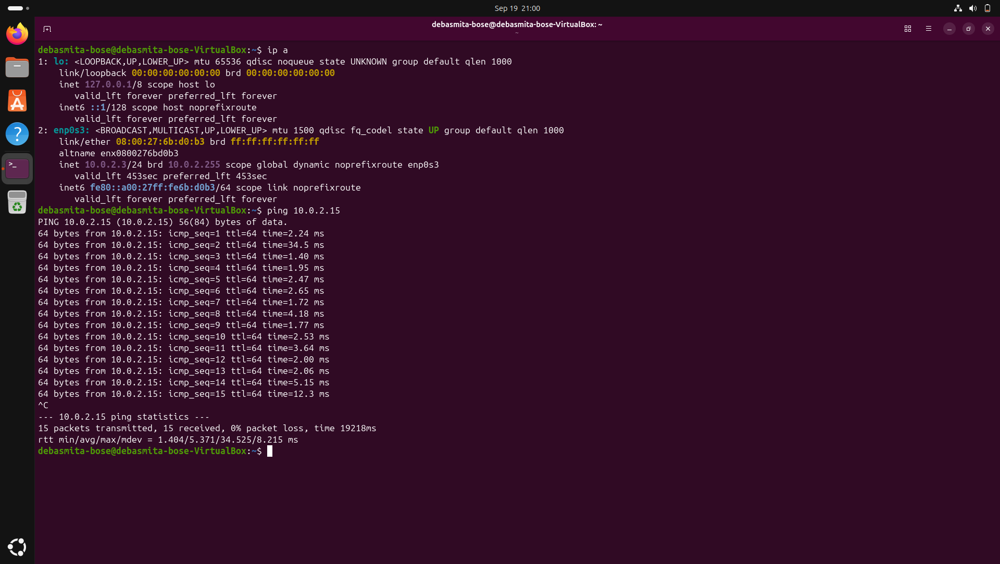 Sep 19 21:00
debasmita-bose@debasmita-bose-VirtualBox: ~
~
debasmita-bose@debasmita-bose-VirtualBox:~$ ip a
1: lo: <LOOPBACK,UP,LOWER_UP> mtu 65536 qdisc noqueue state UNKNOWN group default qlen 1000
    link/loopback 00:00:00:00:00:00 brd 00:00:00:00:00:00
    inet 127.0.0.1/8 scope host lo
       valid_lft forever preferred_lft forever
    inet6 ::1/128 scope host noprefixroute
       valid_lft forever preferred_lft forever
2: enp0s3: <BROADCAST,MULTICAST,UP,LOWER_UP> mtu 1500 qdisc fq_codel state UP group default qlen 1000
    link/ether 08:00:27:6b:d0:b3 brd ff:ff:ff:ff:ff:ff
    altname enx0800276bd0b3
    inet 10.0.2.3/24 brd 10.0.2.255 scope global dynamic noprefixroute enp0s3
       valid_lft 453sec preferred_lft 453sec
    inet6 fe80::a00:27ff:fe6b:d0b3/64 scope link noprefixroute
       valid_lft forever preferred_lft forever
debasmita-bose@debasmita-bose-VirtualBox:~$ ping 10.0.2.15
PING 10.0.2.15 (10.0.2.15) 56(84) bytes of data.
64 bytes from 10.0.2.15: icmp_seq=1 ttl=64 time=2.24 ms
64 bytes from 10.0.2.15: icmp_seq=2 ttl=64 time=34.5 ms
64 bytes from 10.0.2.15: icmp_seq=3 ttl=64 time=1.40 ms
64 bytes from 10.0.2.15: icmp_seq=4 ttl=64 time=1.95 ms
64 bytes from 10.0.2.15: icmp_seq=5 ttl=64 time=2.47 ms
64 bytes from 10.0.2.15: icmp_seq=6 ttl=64 time=2.65 ms
64 bytes from 10.0.2.15: icmp_seq=7 ttl=64 time=1.72 ms
64 bytes from 10.0.2.15: icmp_seq=8 ttl=64 time=4.18 ms
64 bytes from 10.0.2.15: icmp_seq=9 ttl=64 time=1.77 ms
64 bytes from 10.0.2.15: icmp_seq=10 ttl=64 time=2.53 ms
64 bytes from 10.0.2.15: icmp_seq=11 ttl=64 time=3.64 ms
64 bytes from 10.0.2.15: icmp_seq=12 ttl=64 time=2.00 ms
64 bytes from 10.0.2.15: icmp_seq=13 ttl=64 time=2.06 ms
64 bytes from 10.0.2.15: icmp_seq=14 ttl=64 time=5.15 ms
64 bytes from 10.0.2.15: icmp_seq=15 ttl=64 time=12.3 ms
^C
--- 10.0.2.15 ping statistics ---
15 packets transmitted, 15 received, 0% packet loss, time 19218ms
rtt min/avg/max/mdev = 1.404/5.371/34.525/8.215 ms
debasmita-bose@debasmita-bose-VirtualBox:~$